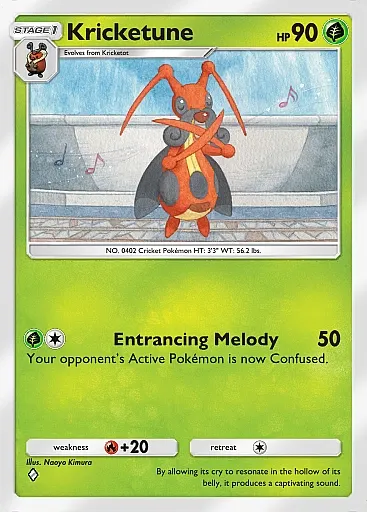 STAGE 1
Kricketune
HP 90
Evolves from Kricketot
NO. 0402 Cricket Pokémon HT: 3'3" WT: 56.2 lbs.
Entrancing Melody 50
Your opponent's Active Pokémon is now Confused.
weakness +20 retreat
Illus. Naoyo Kimura
By allowing its cry to resonate in the hollow of its
belly, it produces a captivating sound.